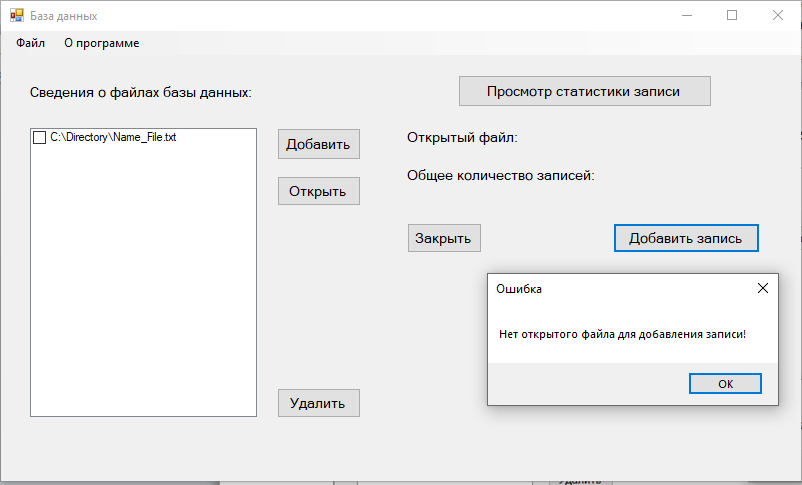 База данных
Файл О программе
Сведения о файлах базы данных:
Просмотр статистики записи
C:\Directory\Name_File.txt
Добавить
Открытый файл:
Открыть
Общее количество записей:
Закрыть
Добавить запись
Ошибка
Нет открытого файла для добавления записи!
ОК
Удалить
Удалить